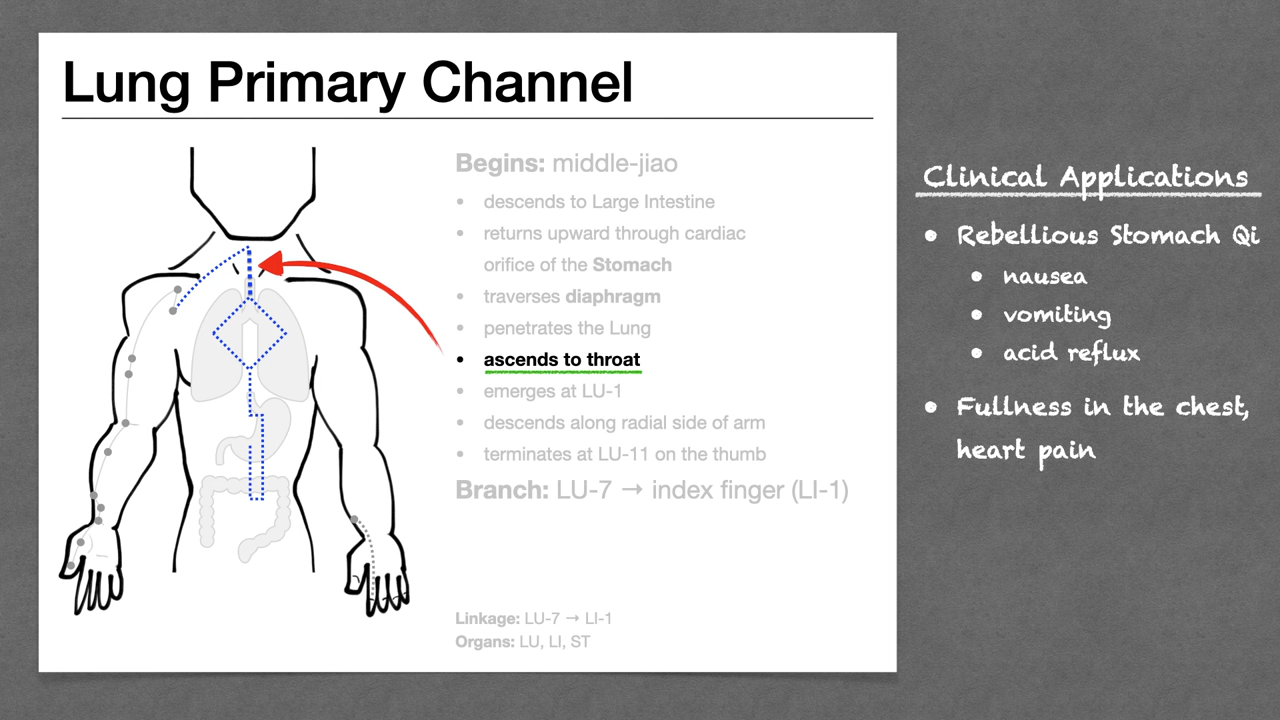 Lung Primary Channel
Begins: middle-jiao
• descends to Large Intestine
• returns upward through cardiac
orifice of the Stomach
• traverses diaphragm
• penetrates the Lung
• ascends to throat
• emerges at LU-1
• descends along radial side of arm
• terminates at LU-11 on the thumb
Branch: LU-7 → index finger (LI-1)
Linkage: LU-7 → LI-1
Organs: LU, LI, ST
Clinical Applications
• Rebellious Stomach Qi
• nausea
• vomiting
• acid reflux
• Fullness in the chest,
heart pain